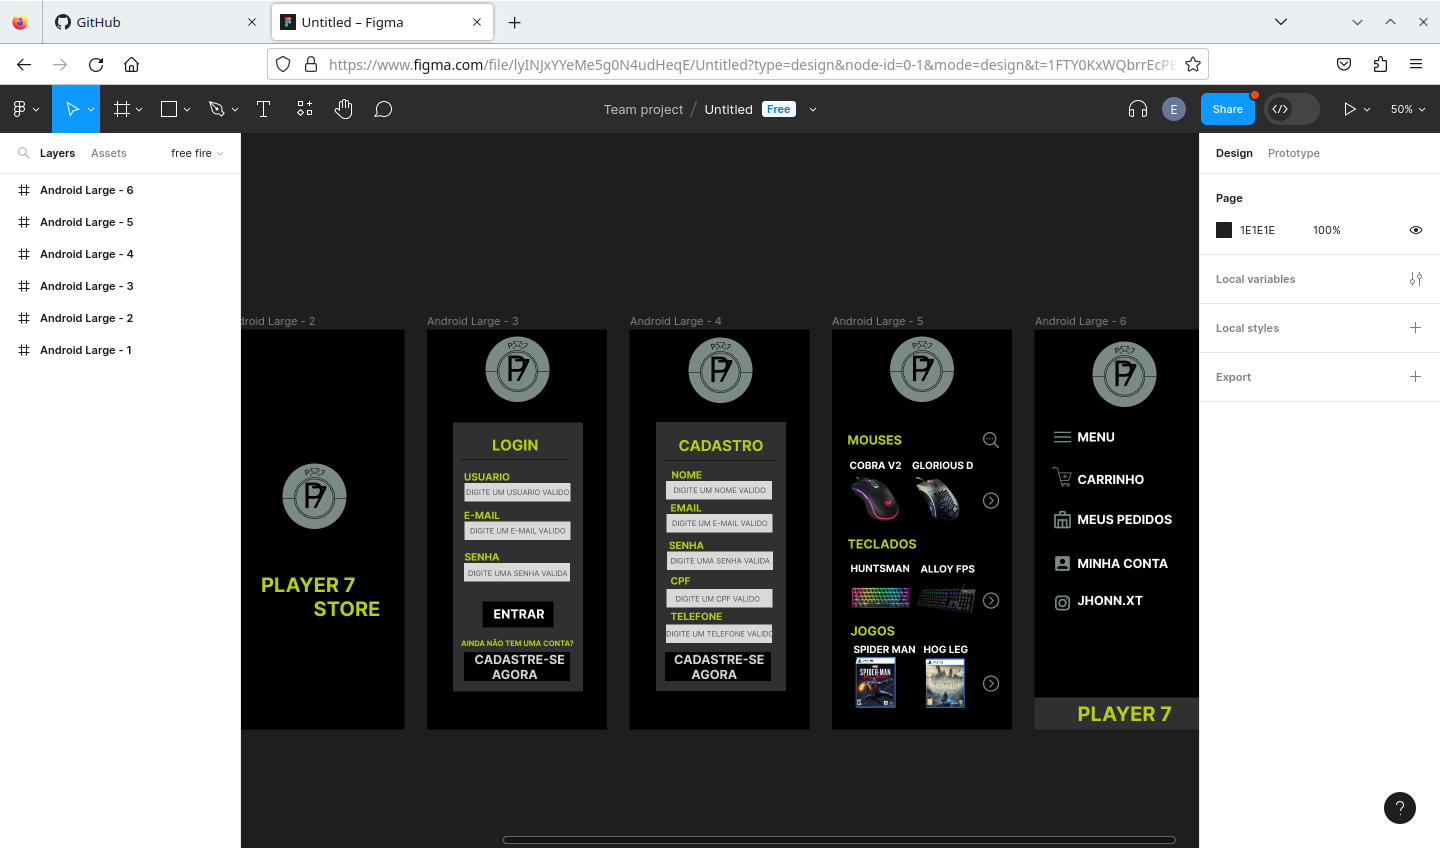 GitHub
Untitled – Figma
https://www.figma.com/file/lyINJxYYeMe5g0N4udHeqE/Untitled?type=design&node-id=0-1&mode=design&t=1FTY0KxWQbrrEcPE
Team project / Untitled Free
E
Share
50%
Layers Assets free fire
Android Large - 6
Android Large - 5
Android Large - 4
Android Large - 3
Android Large - 2
Android Large - 1
droid Large - 2
PLAYER 7
STORE
Android Large - 3
P7
LOGIN
USUARIO
DIGITE UM USUARIO VALIDO
E-MAIL
DIGITE UM E-MAIL VALIDO
SENHA
DIGITE UMA SENHA VALIDA
ENTRAR
AINDA NÃO TEM UMA CONTA?
CADASTRE-SE
AGORA
Android Large - 4
P7
CADASTRO
NOME
DIGITE UM NOME VALIDO
EMAIL
DIGITE UM E-MAIL VALIDO
SENHA
DIGITE UMA SENHA VALIDA
CPF
DIGITE UM CPF VALIDO
TELEFONE
DIGITE UM TELEFONE VALIDO
CADASTRE-SE
AGORA
Android Large - 5
P7
MOUSES
COBRA V2 GLORIOUS D
TECLADOS
HUNTSMAN ALLOY FPS
JOGOS
SPIDER MAN HOG LEG
SPIDER-MAN
Android Large - 6
P7
MENU
CARRINHO
MEUS PEDIDOS
MINHA CONTA
JHONN.XT
PLAYER 7
Design Prototype
Page
1E1E1E 100%
Local variables
Local styles
Export
?